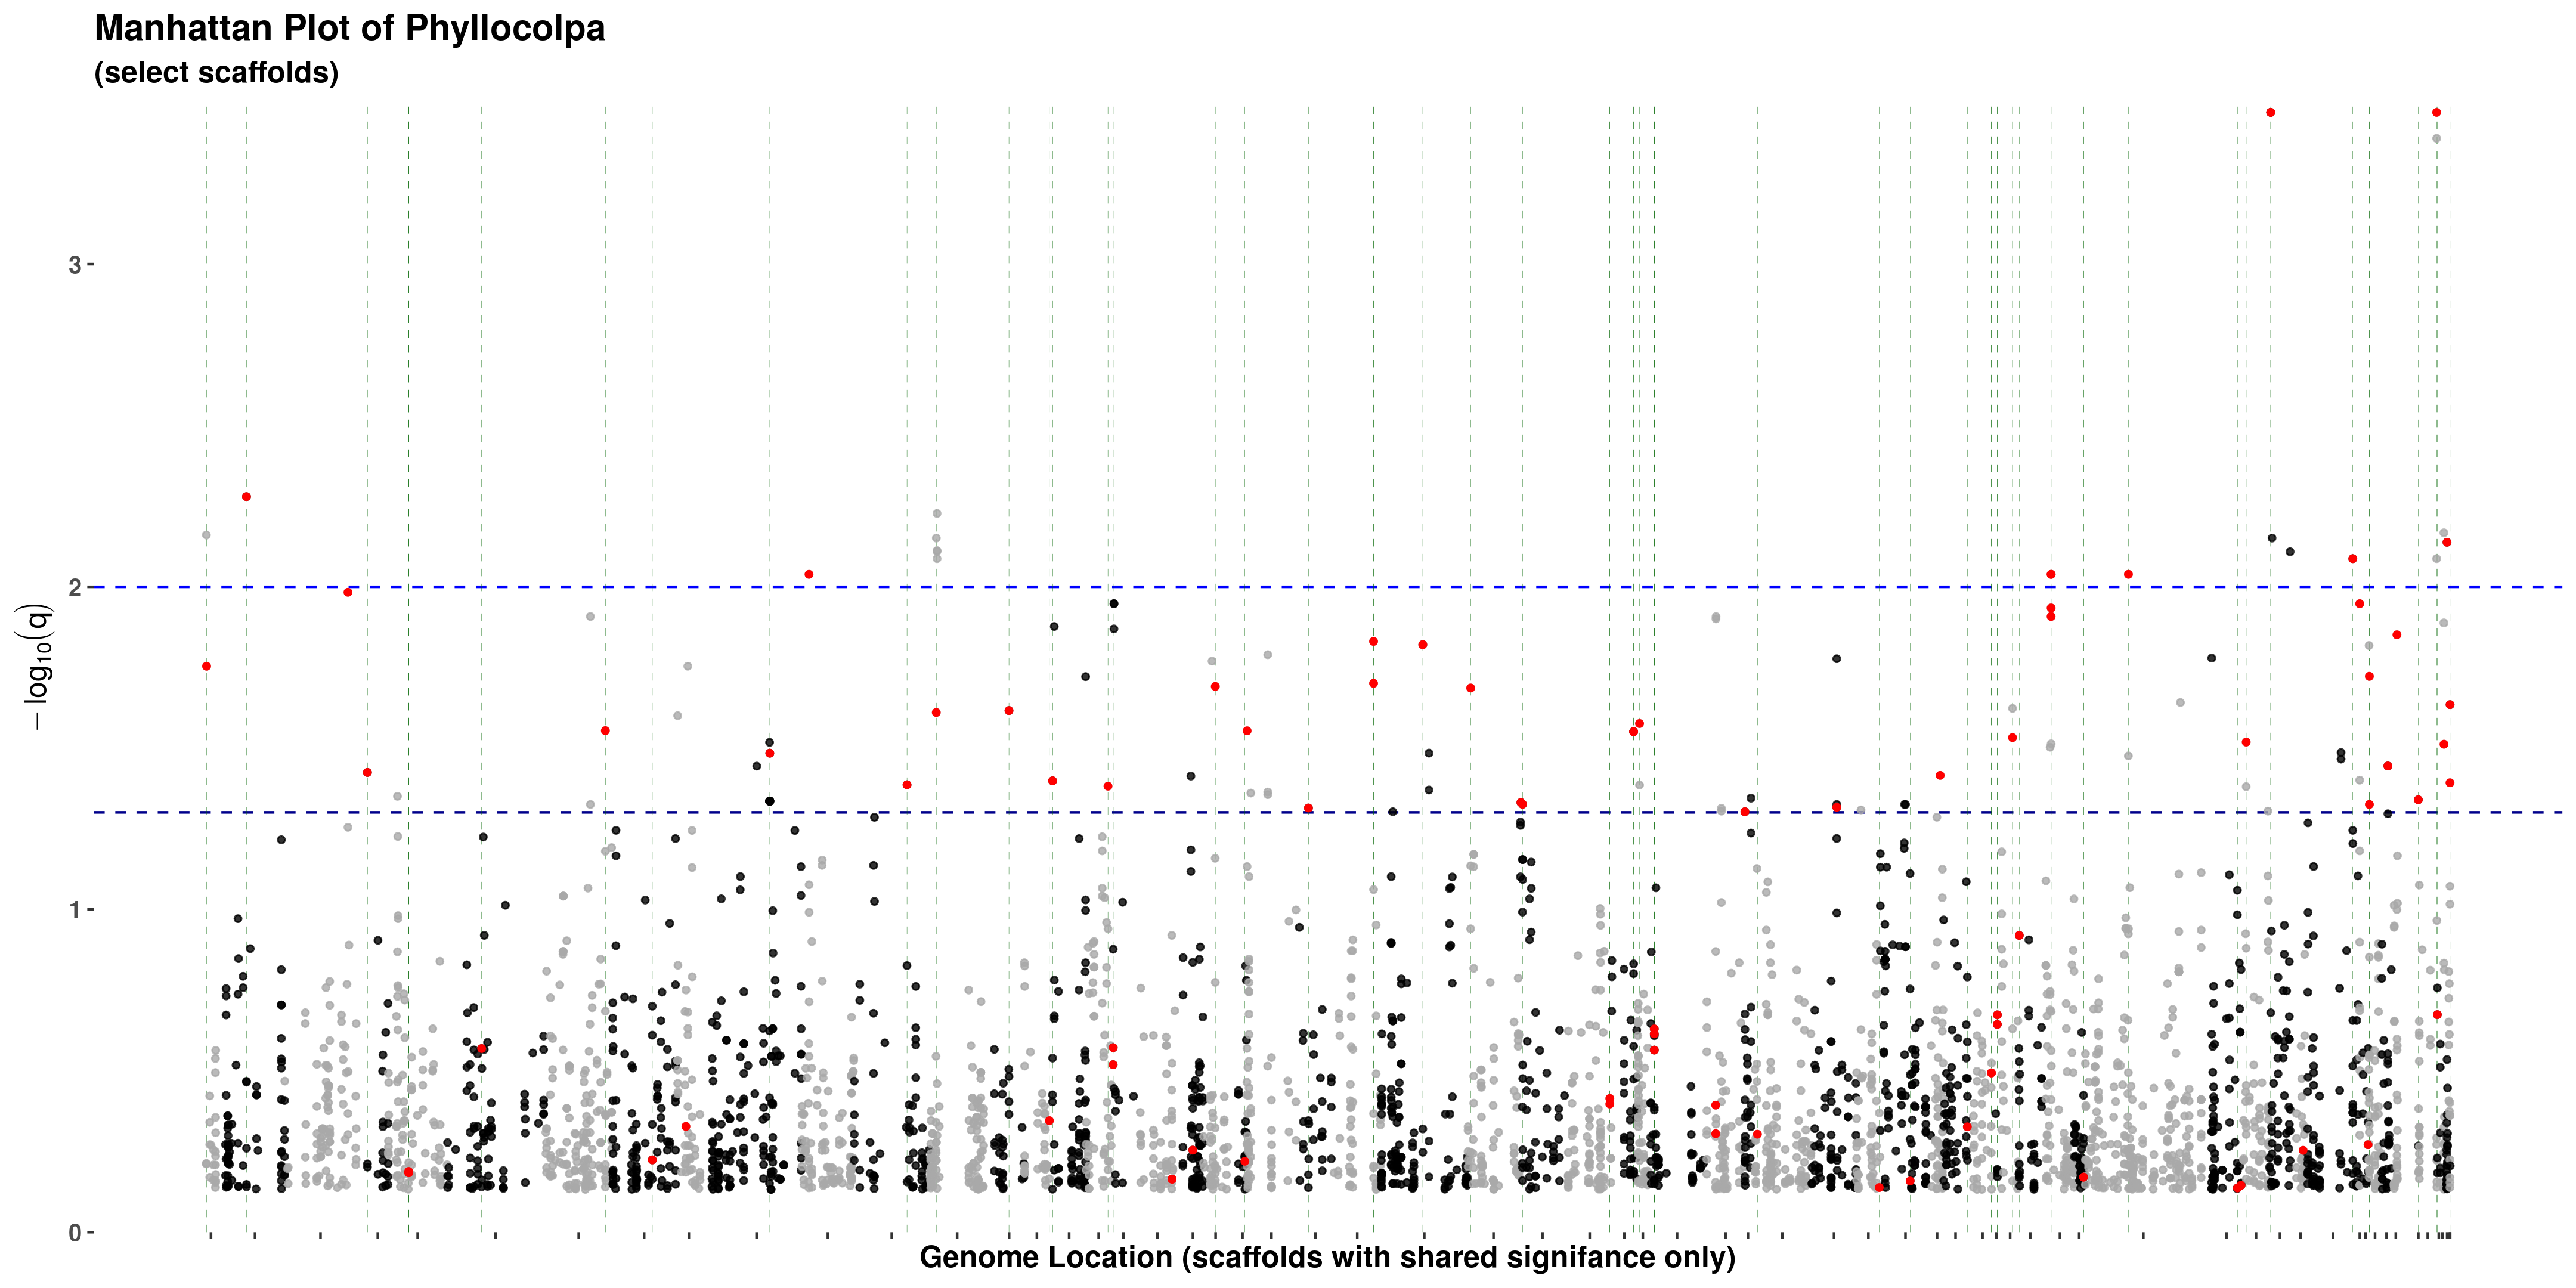 Manhattan Plot of Phyllocolpa
(select scaffolds)
3
2
1
0
− log10(q)
Genome Location (scaffolds with shared signifance only)